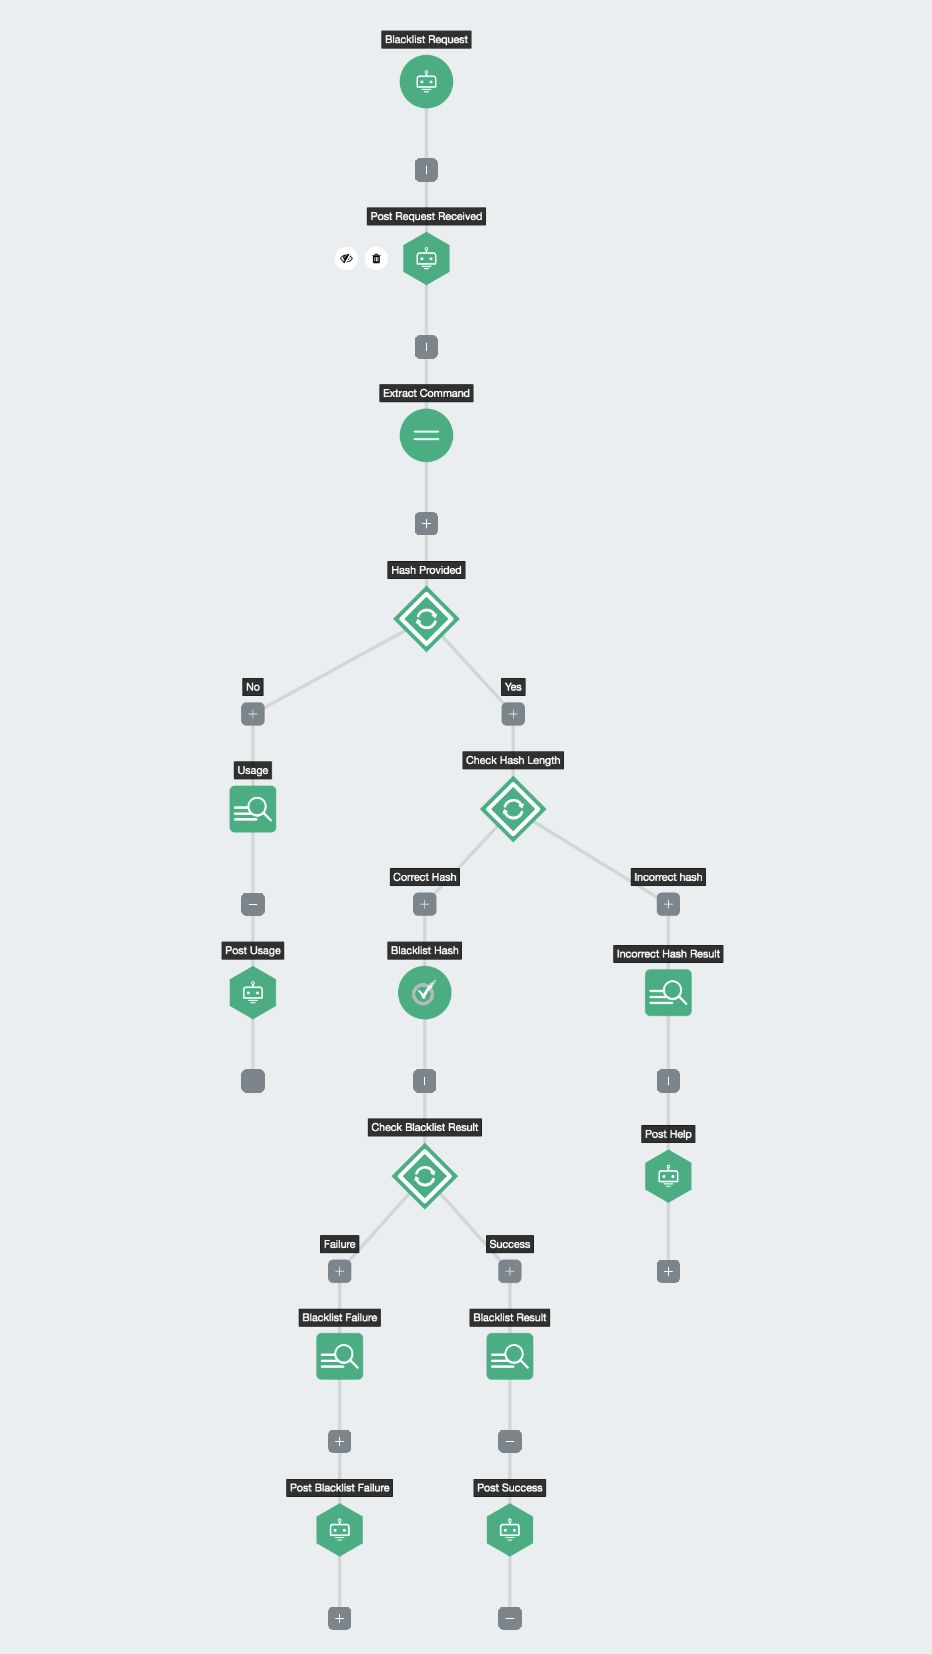 Blacklist Request
Post Request Received
Extract Command
Hash Provided
No
Yes
Usage
Check Hash Length
Correct Hash
Incorrect hash
Post Usage
Blacklist Hash
Incorrect Hash Result
Check Blacklist Result
Post Help
Failure
Success
Blacklist Failure
Blacklist Result
Post Blacklist Failure
Post Success